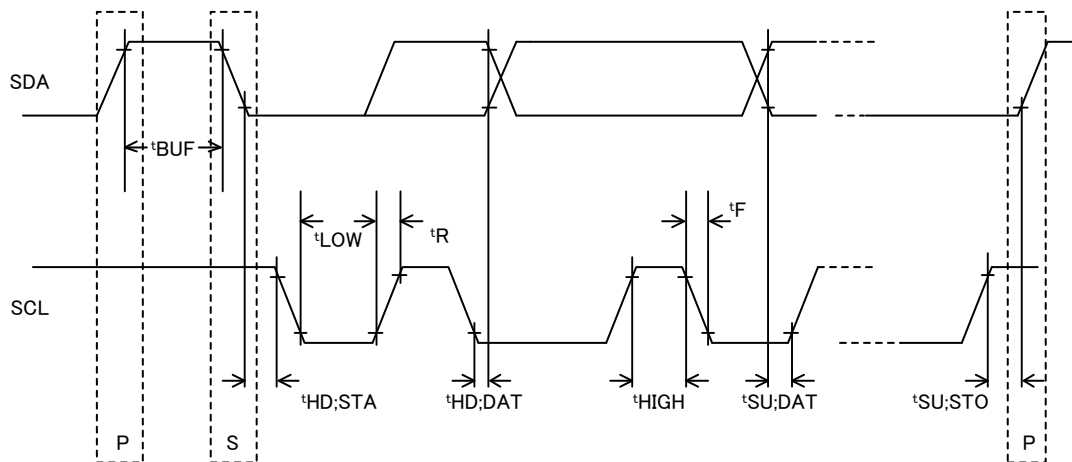 SDA
tBUF
tLOW
tR
tF
SCL
tHD;STA
tHD;DAT
tHIGH
tSU;DAT
tSU;STO
P
S
P